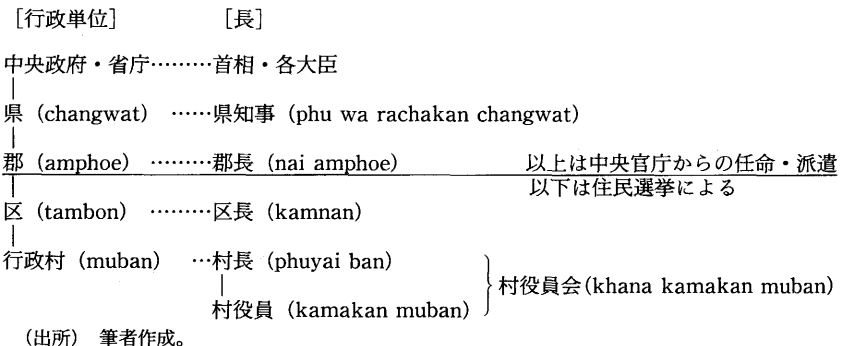 ［行政単位］ ［長］
中央政府・省庁………首相・各大臣
県（changwat）……県知事（phu wa rachakan changwat）
郡（amphoe）………郡長（nai amphoe） 以上は中央官庁からの任命・派遣
以下は住民選挙による
区（tambon）………区長（kamnan）
行政村（muban）…村長（phuyai ban）
村役員会(khana kamakan muban)
村役員（kamakan muban）
（出所） 筆者作成。